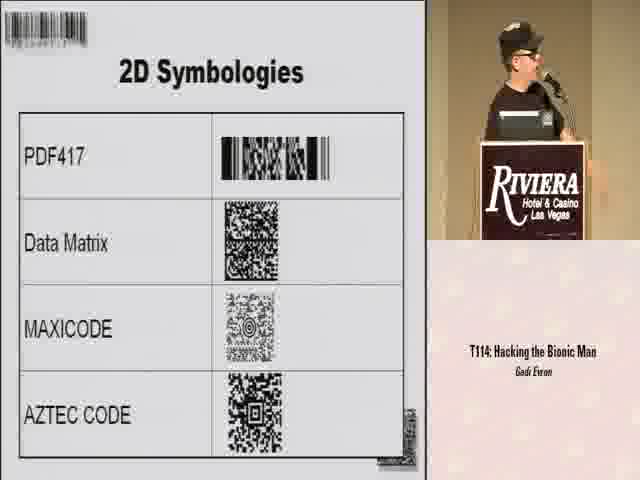 2D Symbologies
PDF417
Data Matrix
MAXICODE
AZTEC CODE
RIVIERA
Hotel & Casino
Las Vegas
T114: Hacking the Bionic Man
Gadi Evron